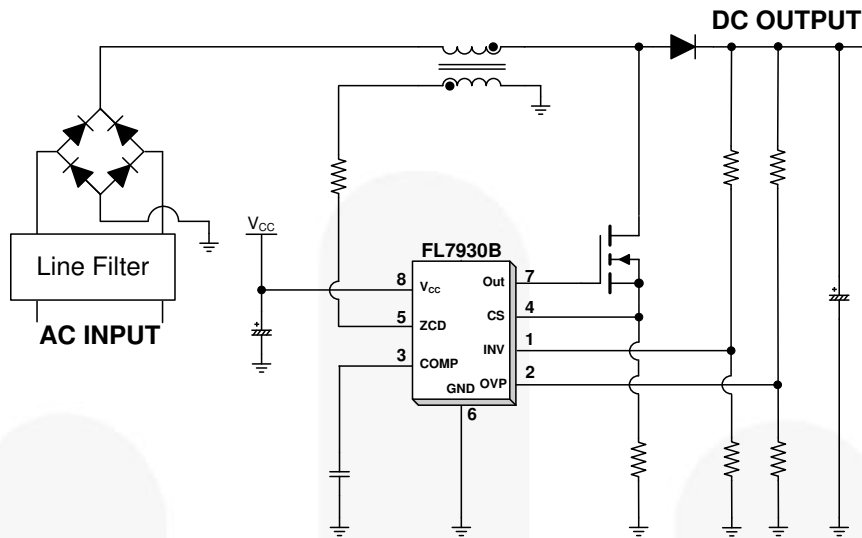 DC OUTPUT
Line Filter
AC INPUT
VCC
FL7930B
8 VCC
5 ZCD
3 COMP
Out 7
CS 4
INV 1
OVP 2
GND
6